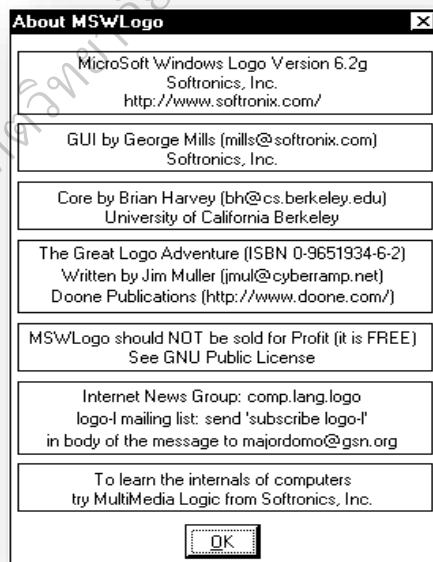 About MSWLogo
MicroSoft Windows Logo Version 6.2g
Softronics, Inc.
http://www.softronix.com/
GUI by George Mills (mills@softronix.com)
Softronics, Inc.
Core by Brian Harvey (bh@cs.berkeley.edu)
University of California Berkeley
The Great Logo Adventure (ISBN 0-9651934-6-2)
Written by Jim Muller (jmul@cyberramp.net)
Doone Publications (http://www.doone.com/)
MSWLogo should NOT be sold for Profit (it is FREE)
See GNU Public License
Internet News Group: comp.lang.logo
logo-l mailing list: send 'subscribe logo-l'
in body of the message to majordomo@gsn.org
To learn the internals of computers
try MultiMedia Logic from Softronics, Inc.
OK